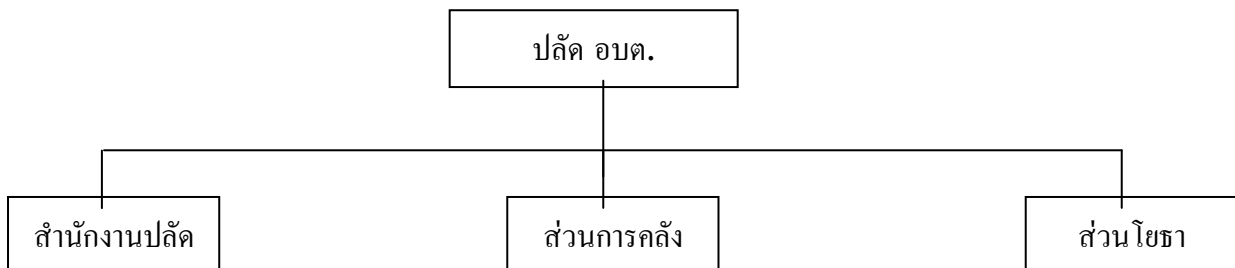 ปลัด อบต.
สำนักงานปลัด
ส่วนการคลัง
ส่วนโยธา